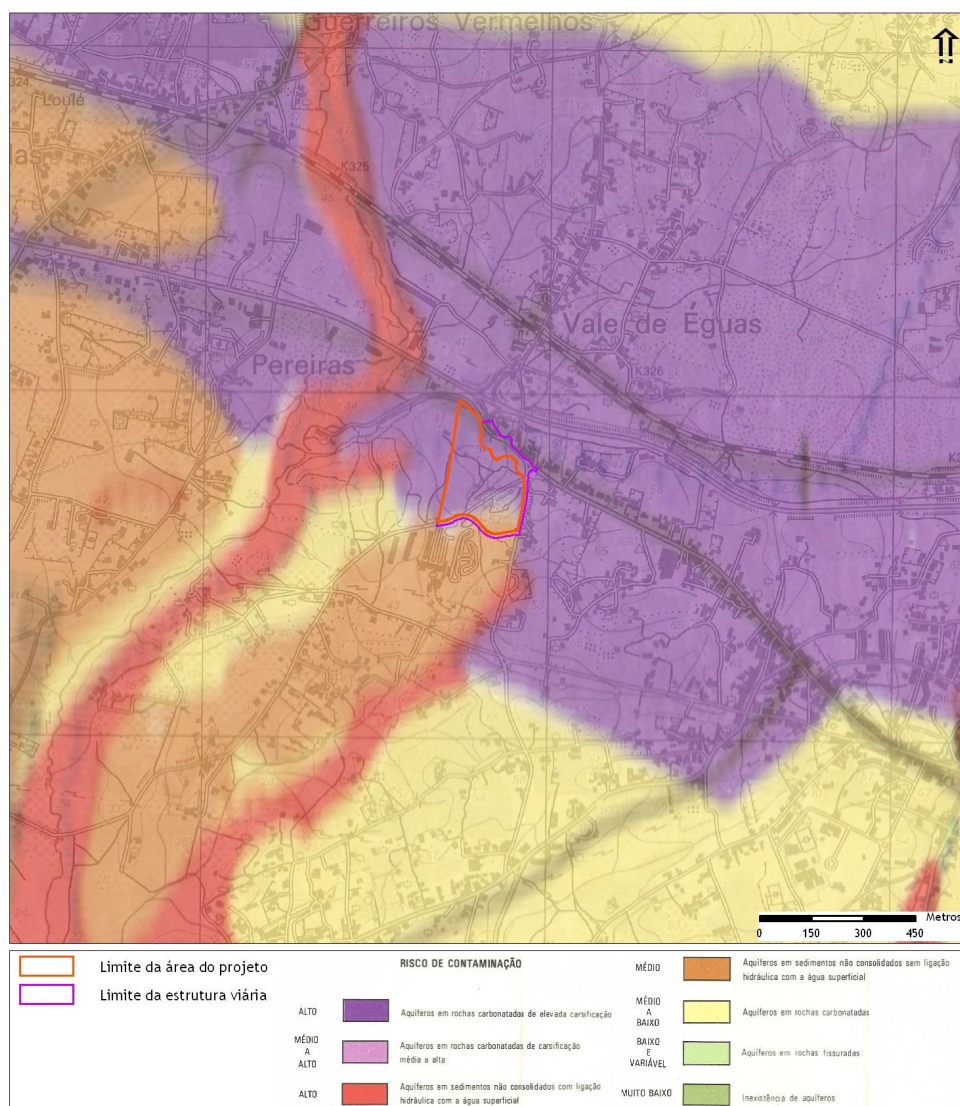 Guerreiros Vermelhos
N
K324
Loulé
las
K325
Vale de Éguas
Pereiras
K326
Metros
0 150 300 450
Limite da área do projeto
Limite da estrutura viária
RISCO DE CONTAMINAÇÃO
ALTO
Aquíferos em rochas carbonatadas de elevada carsificação
MÉDIO
A
ALTO
Aquíferos em rochas carbonatadas de carsificação
média a alta
ALTO
Aquíferos em sedimentos não consolidados com ligação
hidráulica com a água superficial
MÉDIO
Aquíferos em sedimentos não consolidados sem ligação
hidráulica com a água superficial
MÉDIO
A
BAIXO
Aquíferos em rochas carbonatadas
BAIXO
E
VARIÁVEL
Aquíferos em rochas fissuradas
MUITO BAIXO
Inexistência de aquíferos